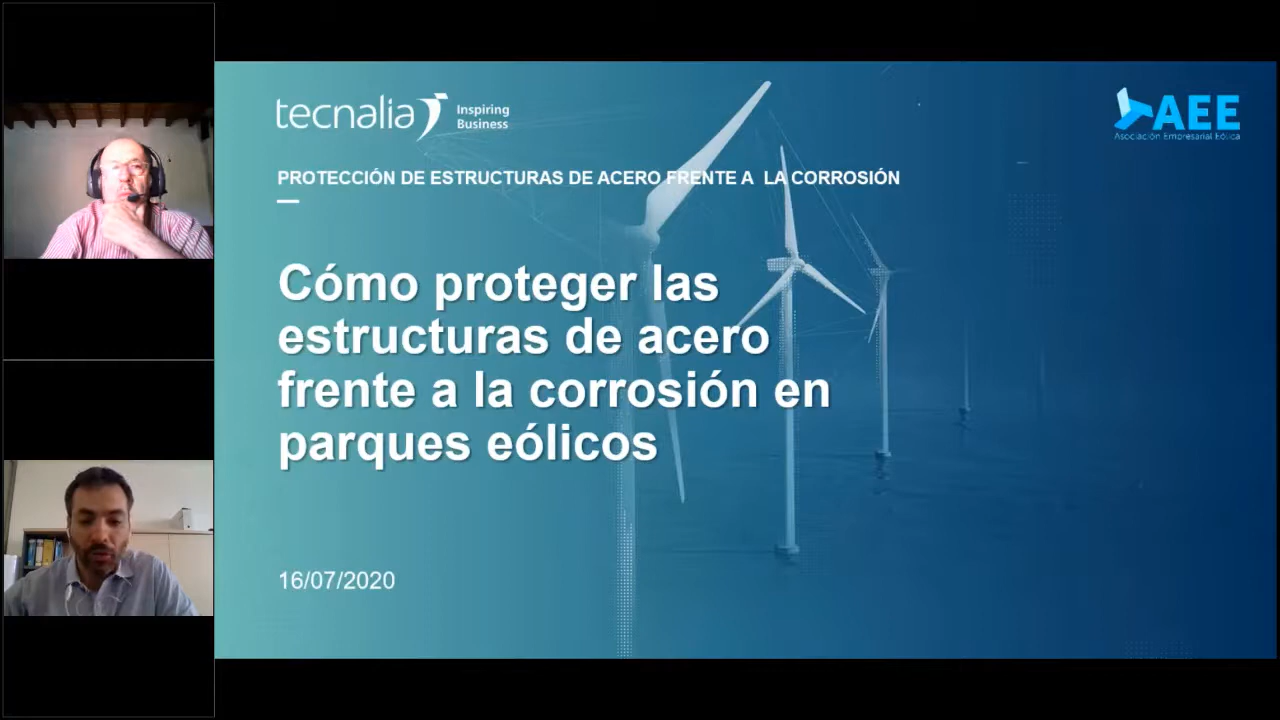 tecnalia
Inspiring
Business
AEE
Asociación Empresarial Eólica
PROTECCIÓN DE ESTRUCTURAS DE ACERO FRENTE A LA CORROSIÓN
Cómo proteger las
estructuras de acero
frente a la corrosión en
parques eólicos
16/07/2020